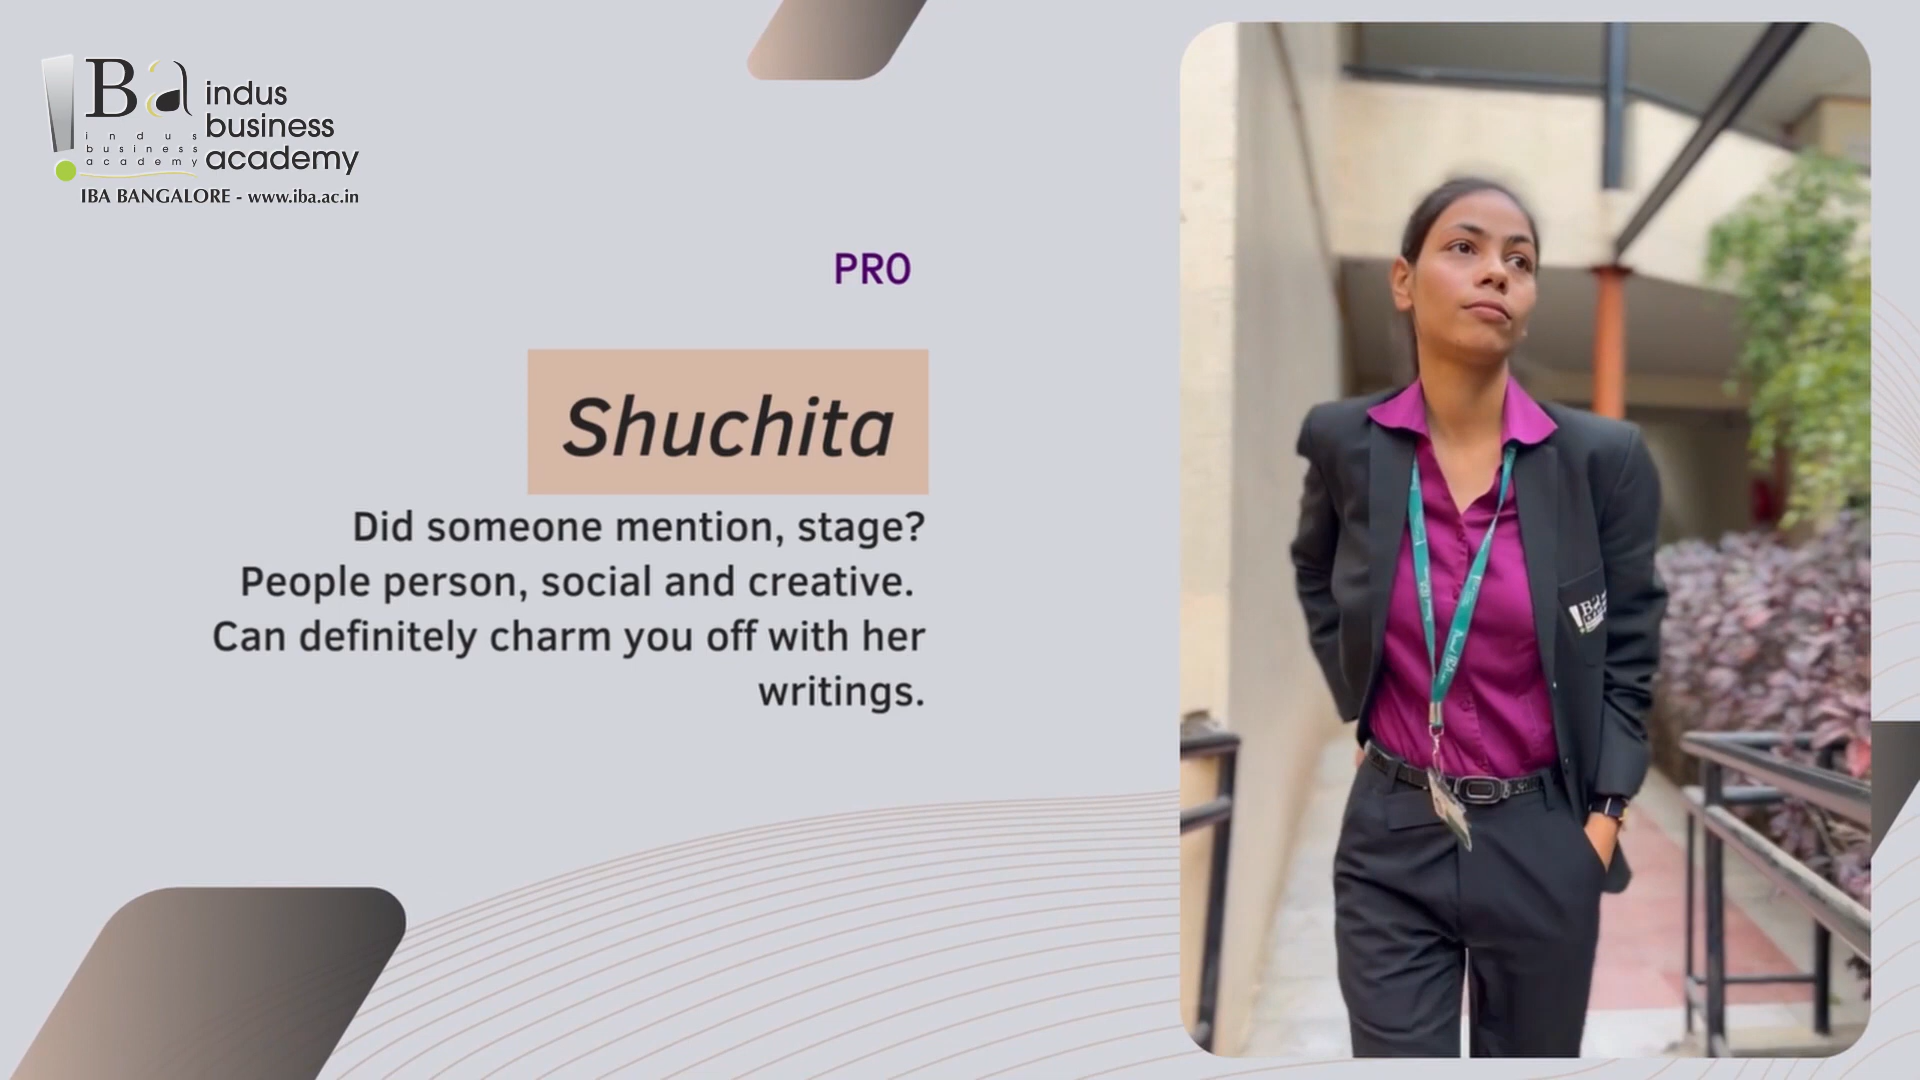 Ba
indus
business
academy
indus
business
academy
IBA BANGALORE - www.iba.ac.in
PRO
Shuchita
Did someone mention, stage?
People person, social and creative.
Can definitely charm you off with her
writings.